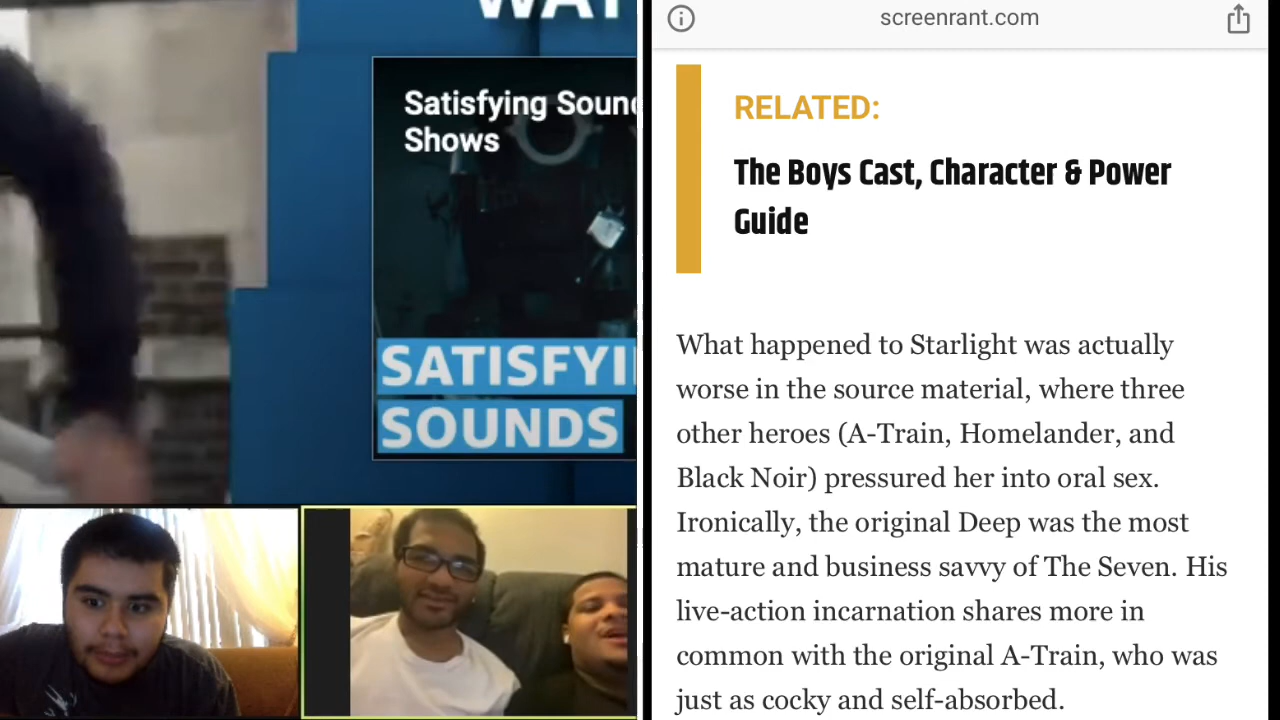 Satisfying
Shows
SATISFYI
SOUNDS
screenrant.com
RELATED:
The Boys Cast, Character & Power
Guide
What happened to Starlight was actually
worse in the source material, where three
other heroes (A-Train, Homelander, and
Black Noir) pressured her into oral sex.
Ironically, the original Deep was the most
mature and business savvy of The Seven. His
live-action incarnation shares more in
common with the original A-Train, who was
just as cocky and self-absorbed.